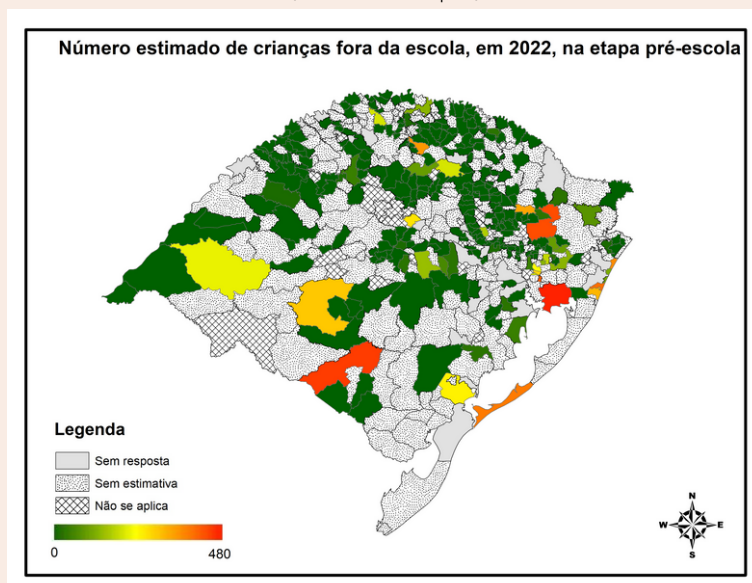 Número estimado de crianças fora da escola, em 2022, na etapa pré-escola
Legenda
Sem resposta
Sem estimativa
Não se aplica
0
480
N
W
E
S